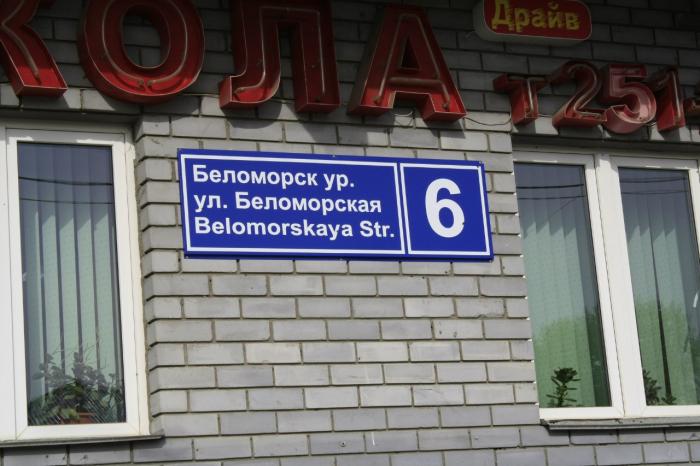 КОЛА
Драйв
т 251
Беломорск ур.
ул. Беломорская
Belomorskaya Str.
6